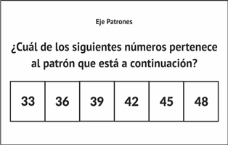 Eje Patrones
¿Cuál de los siguientes números pertenece
al patrón que está a continuación?
33 36 39 42 45 48